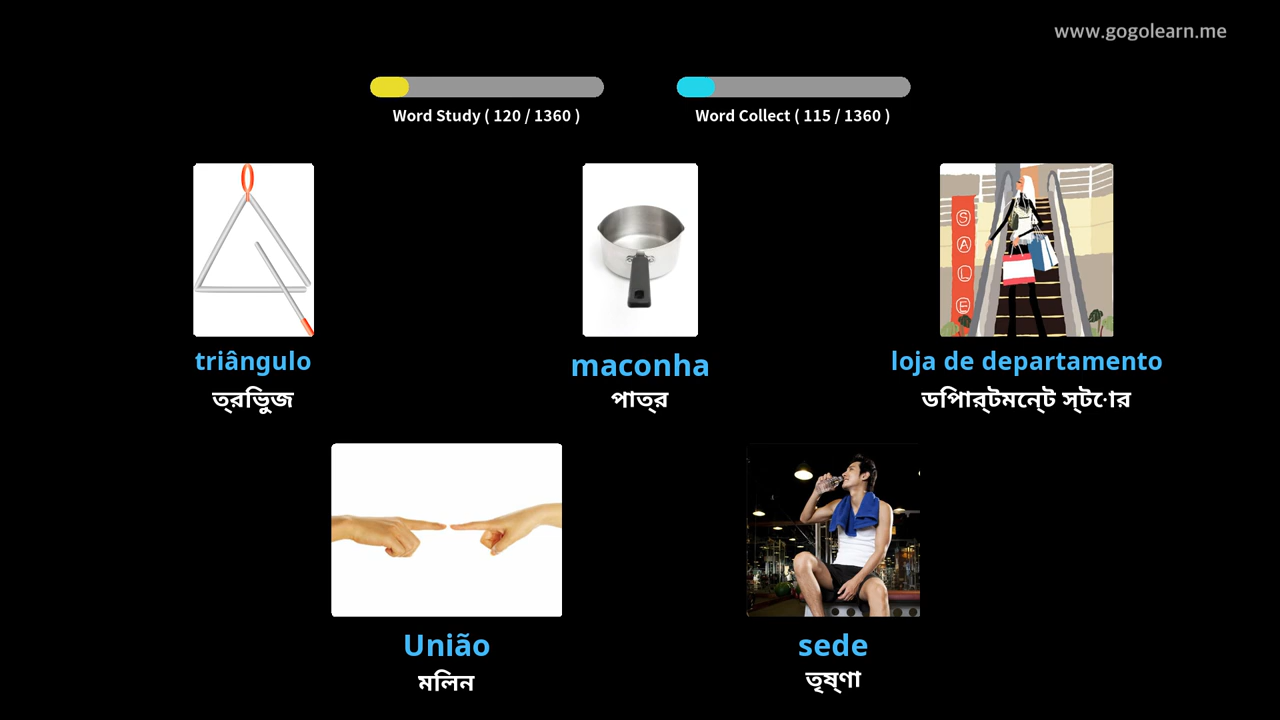 www.gogolearn.me
Word Study ( 120 / 1360 )
Word Collect ( 115 / 1360 )
SALE
triângulo
maconha
loja de departamento
ত্রিভুজ
পাত্র
ডিপার্টমেন্ট স্টোর
União
sede
মিলন
তৃষ্ণা